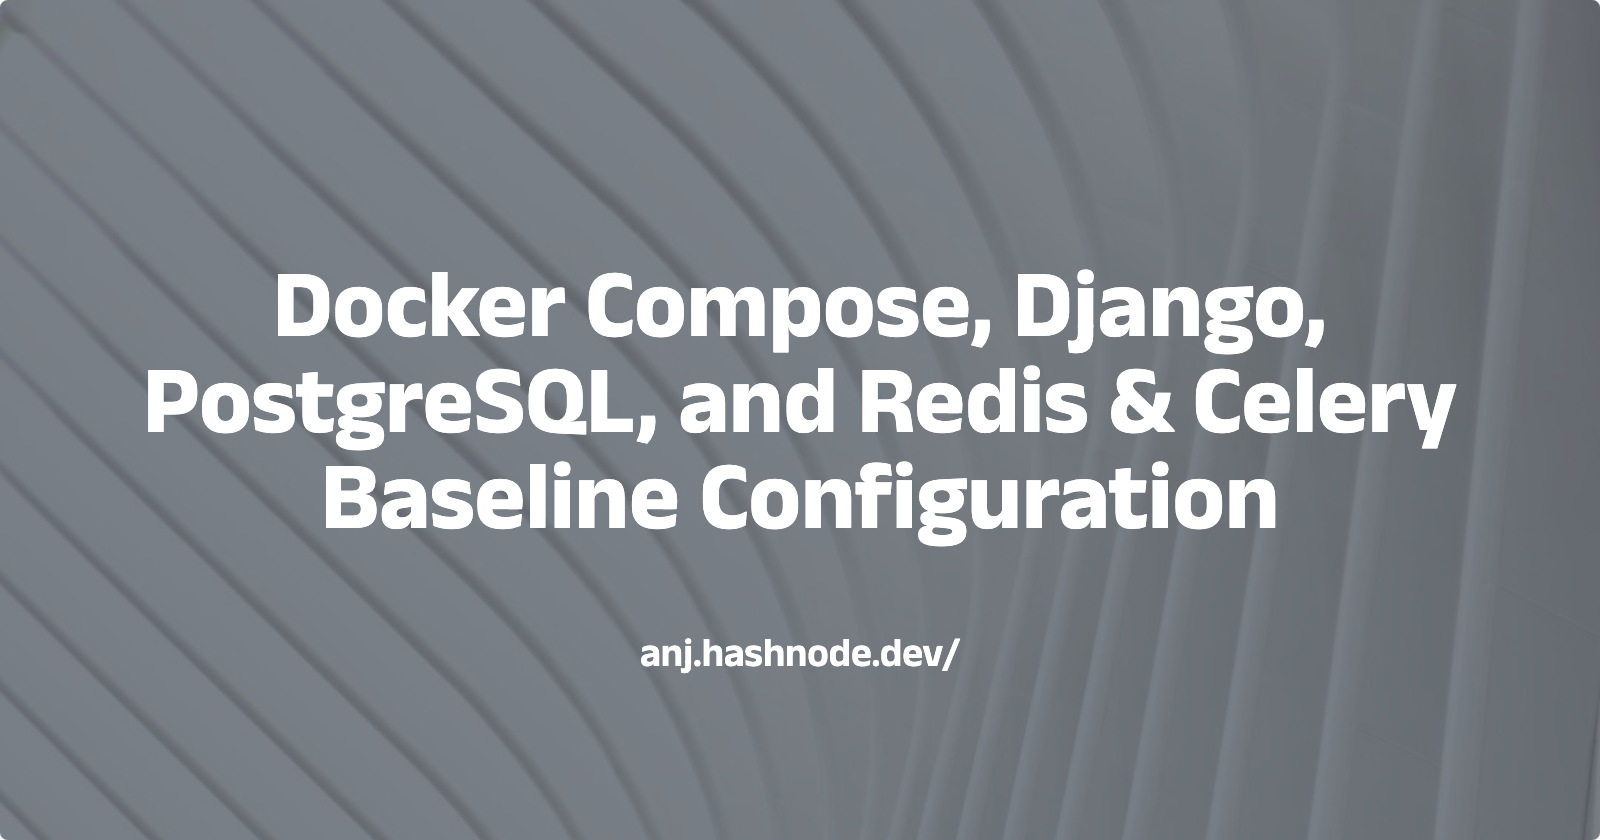 Docker Compose, Django,
PostgreSQL, and Redis & Celery
Baseline Configuration
anj.hashnode.dev/